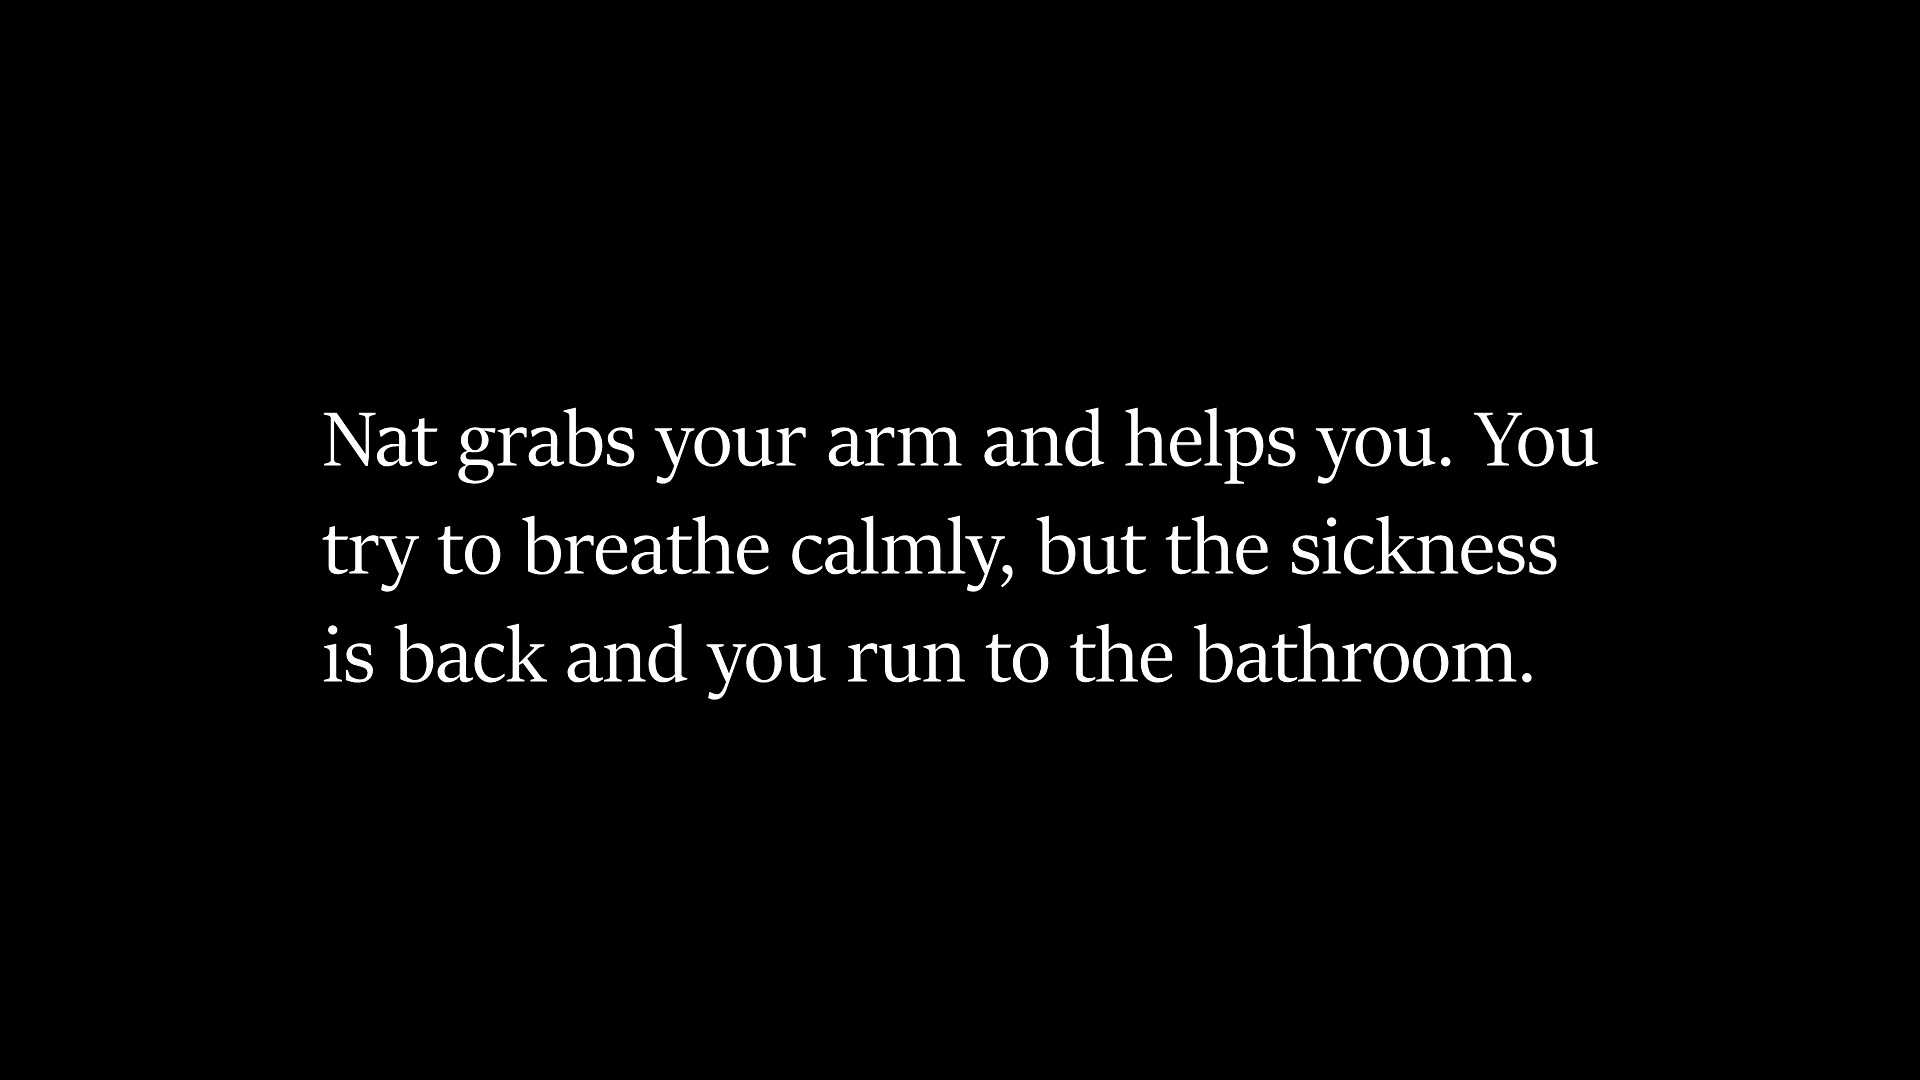 Nat grabs your arm and helps you. You
try to breathe calmly, but the sickness
is back and you run to the bathroom.